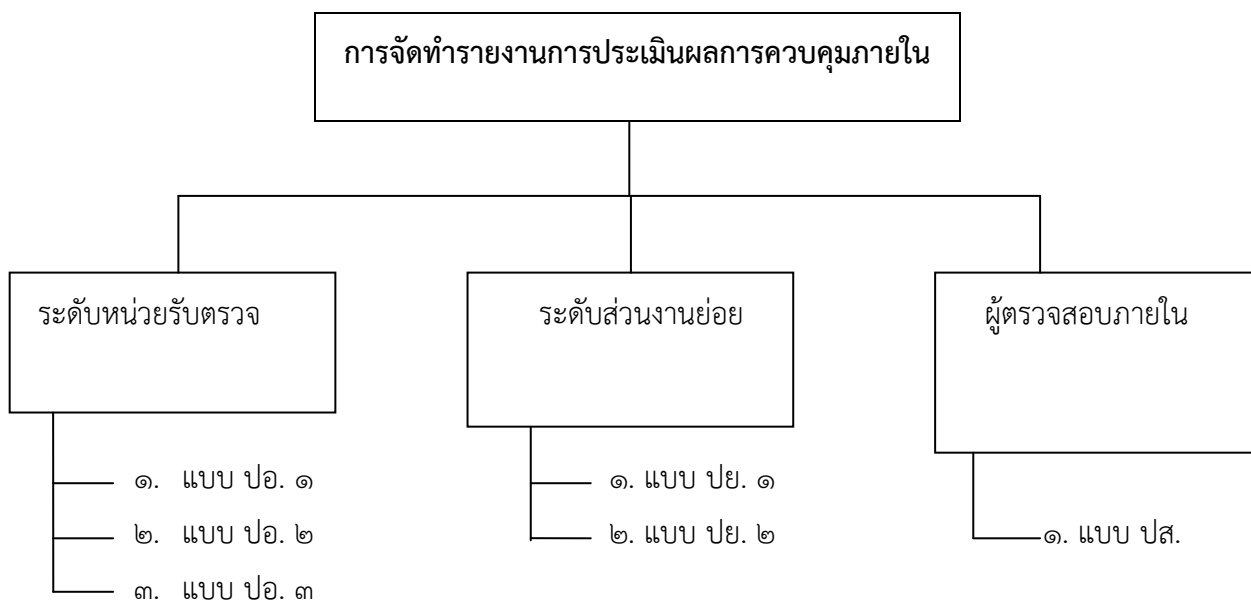 การจัดทำรายงานการประเมินผลการควบคุมภายใน
ระดับหน่วยรับตรวจ
๑. แบบ ปอ. ๑
๒. แบบ ปอ. ๒
๓. แบบ ปอ. ๓
ระดับส่วนงานย่อย
๑. แบบ ปย. ๑
๒. แบบ ปย. ๒
ผู้ตรวจสอบภายใน
๑. แบบ ปส.